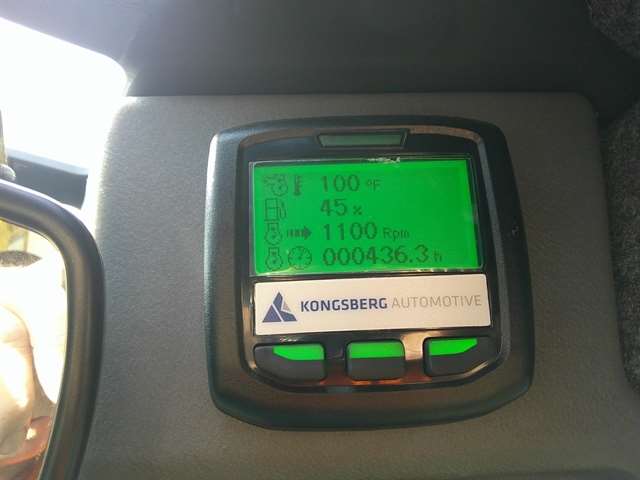 100 °F
45 %
1100 Rpm
000436.3 h
KONGSBERG AUTOMOTIVE